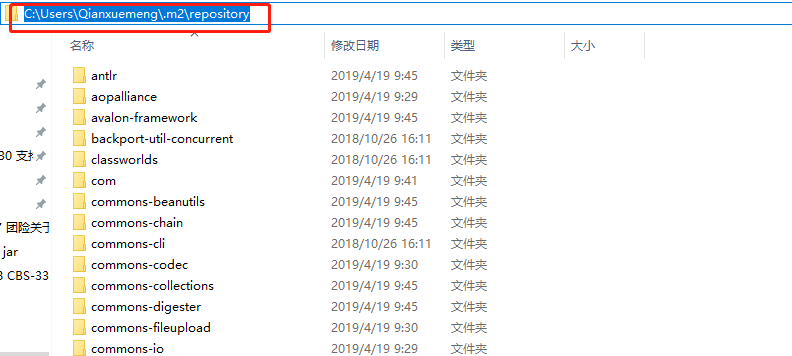 C:\Users\Qianxuemeng\.m2\repository
名称 修改日期 类型 大小
antlr 2019/4/19 9:45 文件夹
aopalliance 2019/4/19 9:29 文件夹
avalon-framework 2019/4/19 9:45 文件夹
backport-util-concurrent 2018/10/26 16:11 文件夹
classworlds 2018/10/26 16:11 文件夹
com 2019/4/19 9:41 文件夹
commons-beanutils 2019/4/19 9:45 文件夹
commons-chain 2019/4/19 9:45 文件夹
commons-cli 2018/10/26 16:11 文件夹
commons-codec 2019/4/19 9:30 文件夹
commons-collections 2019/4/19 9:45 文件夹
commons-digester 2019/4/19 9:45 文件夹
commons-fileupload 2019/4/19 9:30 文件夹
commons-io 2019/4/19 9:29 文件夹
30 支
团险关于
jar
CBS-33